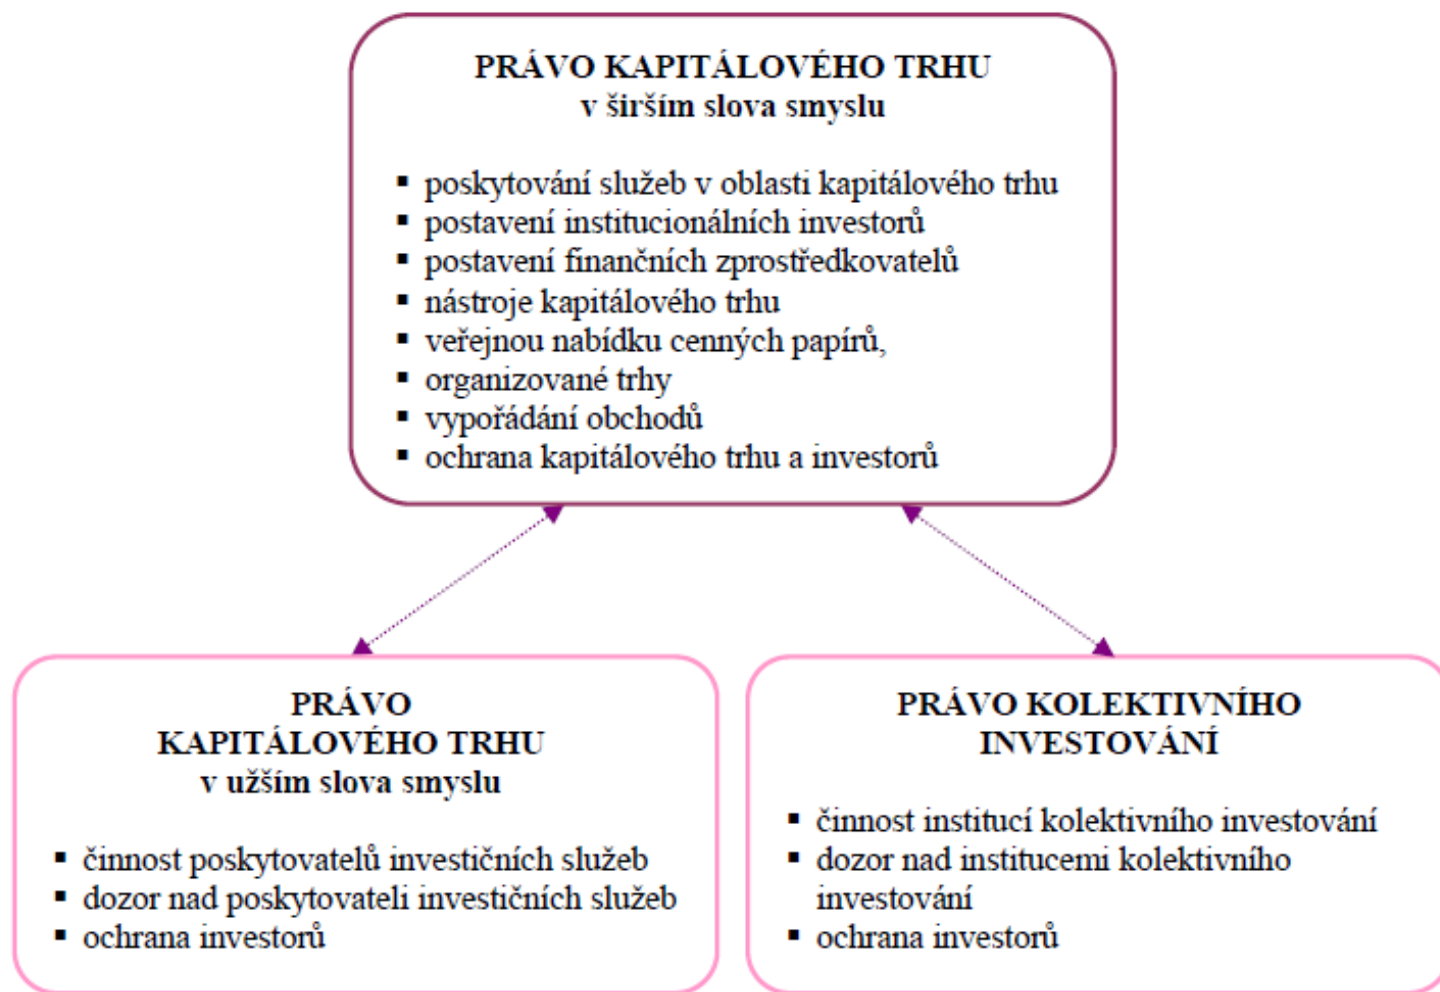 PRÁVO KAPITÁLOVÉHO TRHU
v širším slova smyslu
▪ poskytování služeb v oblasti kapitálového trhu
▪ postavení institucionálních investorů
▪ postavení finančních zprostředkovatelů
▪ nástroje kapitálového trhu
▪ veřejnou nabídku cenných papírů,
▪ organizované trhy
▪ vypořádání obchodů
▪ ochrana kapitálového trhu a investorů
PRÁVO
KAPITÁLOVÉHO TRHU
v užším slova smyslu
▪ činnost poskytovatelů investičních služeb
▪ dozor nad poskytovateli investičních služeb
▪ ochrana investorů
PRÁVO KOLEKTIVNÍHO
INVESTOVÁNÍ
▪ činnost institucí kolektivního investování
▪ dozor nad institucemi kolektivního
investování
▪ ochrana investorů